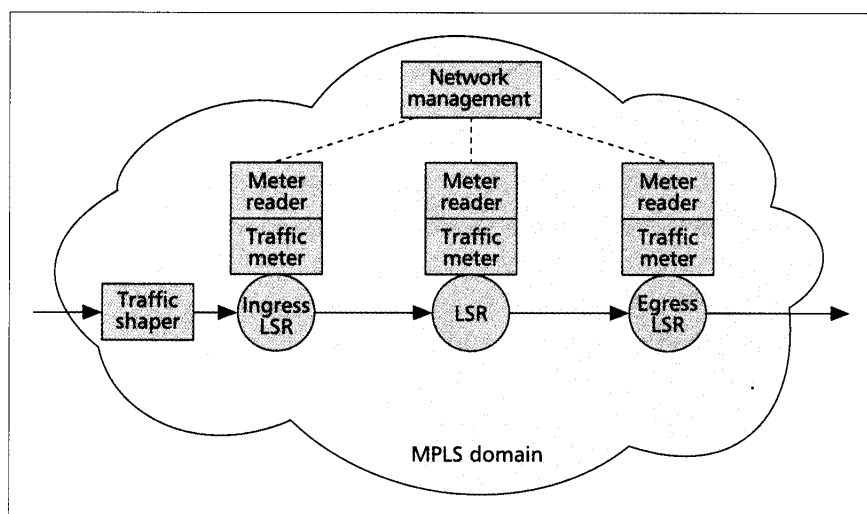 Network
management
Meter
reader
Meter
reader
Meter
reader
Traffic
meter
Traffic
meter
Traffic
meter
Traffic
shaper
Ingress
LSR
LSR
Egress
LSR
MPLS domain